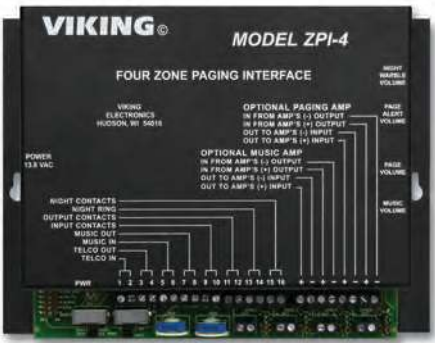 VIKING©
MODEL ZPI-4
FOUR ZONE PAGING INTERFACE
VIKING
ELECTRONICS
HUDSON, WI 54016
POWER
13.8 VAC
NIGHT
WARBLE
VOLUME
PAGE
ALERT
VOLUME
PAGE
VOLUME
MUSIC
VOLUME
OPTIONAL PAGING AMP
IN FROM AMP'S (-) OUTPUT
IN FROM AMP'S (+) OUTPUT
OUT TO AMP'S (-) INPUT
OUT TO AMP'S (+) INPUT
OPTIONAL MUSIC AMP
IN FROM AMP'S (-) OUTPUT
IN FROM AMP'S (+) OUTPUT
OUT TO AMP'S (-) INPUT
OUT TO AMP'S (+) INPUT
NIGHT CONTACTS
NIGHT RING
OUTPUT CONTACTS
INPUT CONTACTS
MUSIC OUT
MUSIC IN
TELCO OUT
TELCO IN
PWR
1 2 3 4 5 6 7 8 9 10 11 12 13 14 15 16